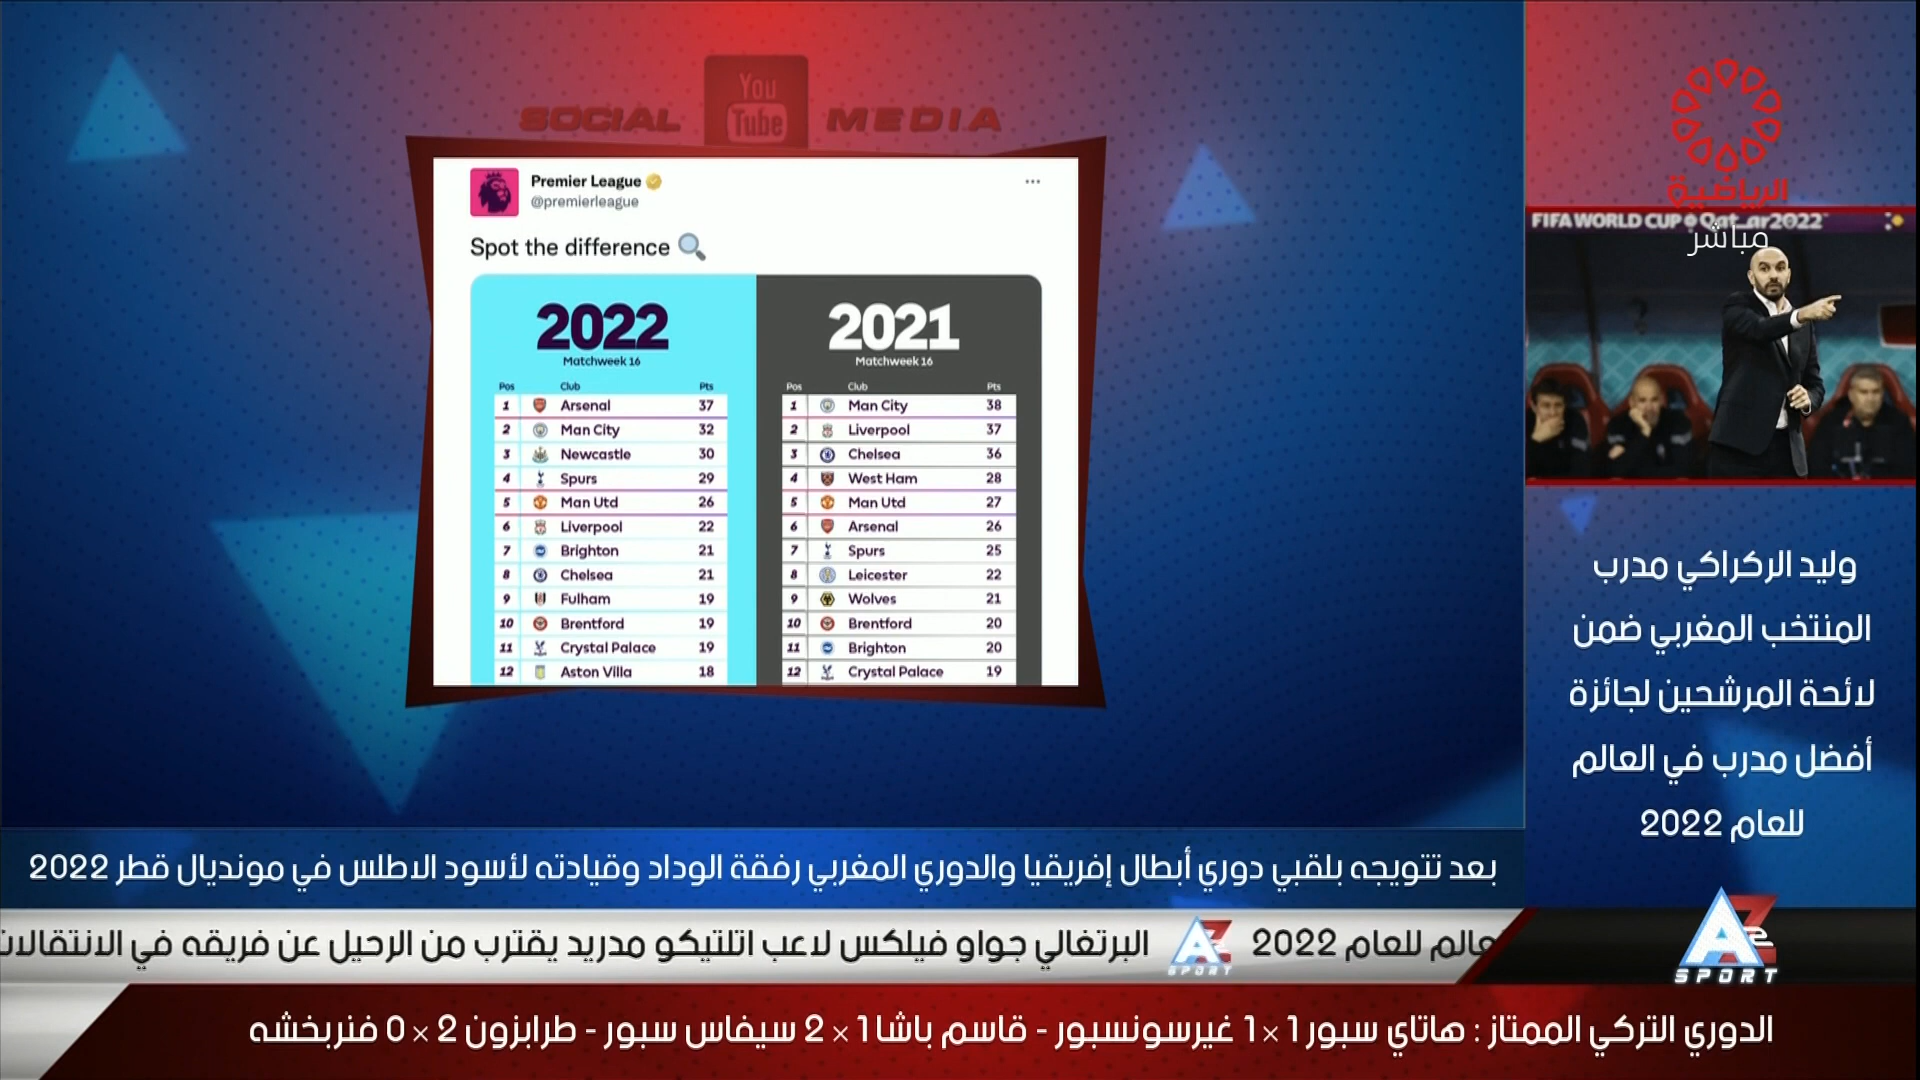 SOCIAL
You
Tube
MEDIA
Premier League
@premierleague
Spot the difference
2022
Matchweek 16
Pos Club Pts
1 Arsenal 37
2 Man City 32
3 Newcastle 30
4 Spurs 29
5 Man Utd 26
6 Liverpool 22
7 Brighton 21
8 Chelsea 21
9 Fulham 19
10 Brentford 19
11 Crystal Palace 19
12 Aston Villa 18
2021
Matchweek 16
Pos Club Pts
1 Man City 38
2 Liverpool 37
3 Chelsea 36
4 West Ham 28
5 Man Utd 27
6 Arsenal 26
7 Spurs 25
8 Leicester 22
9 Wolves 21
10 Brentford 20
11 Brighton 20
12 Crystal Palace 19
الرياضية
FIFA WORLD CUP Qatar2022
مباشر
وليد الركراكي مدرب
المنتخب المغربي ضمن
لائحة المرشحين لجائزة
أفضل مدرب في العالم
للعام 2022
بعد تتويجه بلقبي دوري أبطال إفريقيا والدوري المغربي رفقة الوداد وقيادته لأسود الاطلس في مونديال قطر 2022
للعام 2022 AZ SPORT البرتغالي جواو فيلكس لاعب اتلتيكو مدريد يقترب من الرحيل عن فريقه في
A2Z
SPORT
الدوري التركي الممتاز : هاتاي سبور 1 × 1 غيرسونسبور - قاسم باشا 1 × 2 سيفاس سبور - طرابزون 2 × 0 فنربخشه